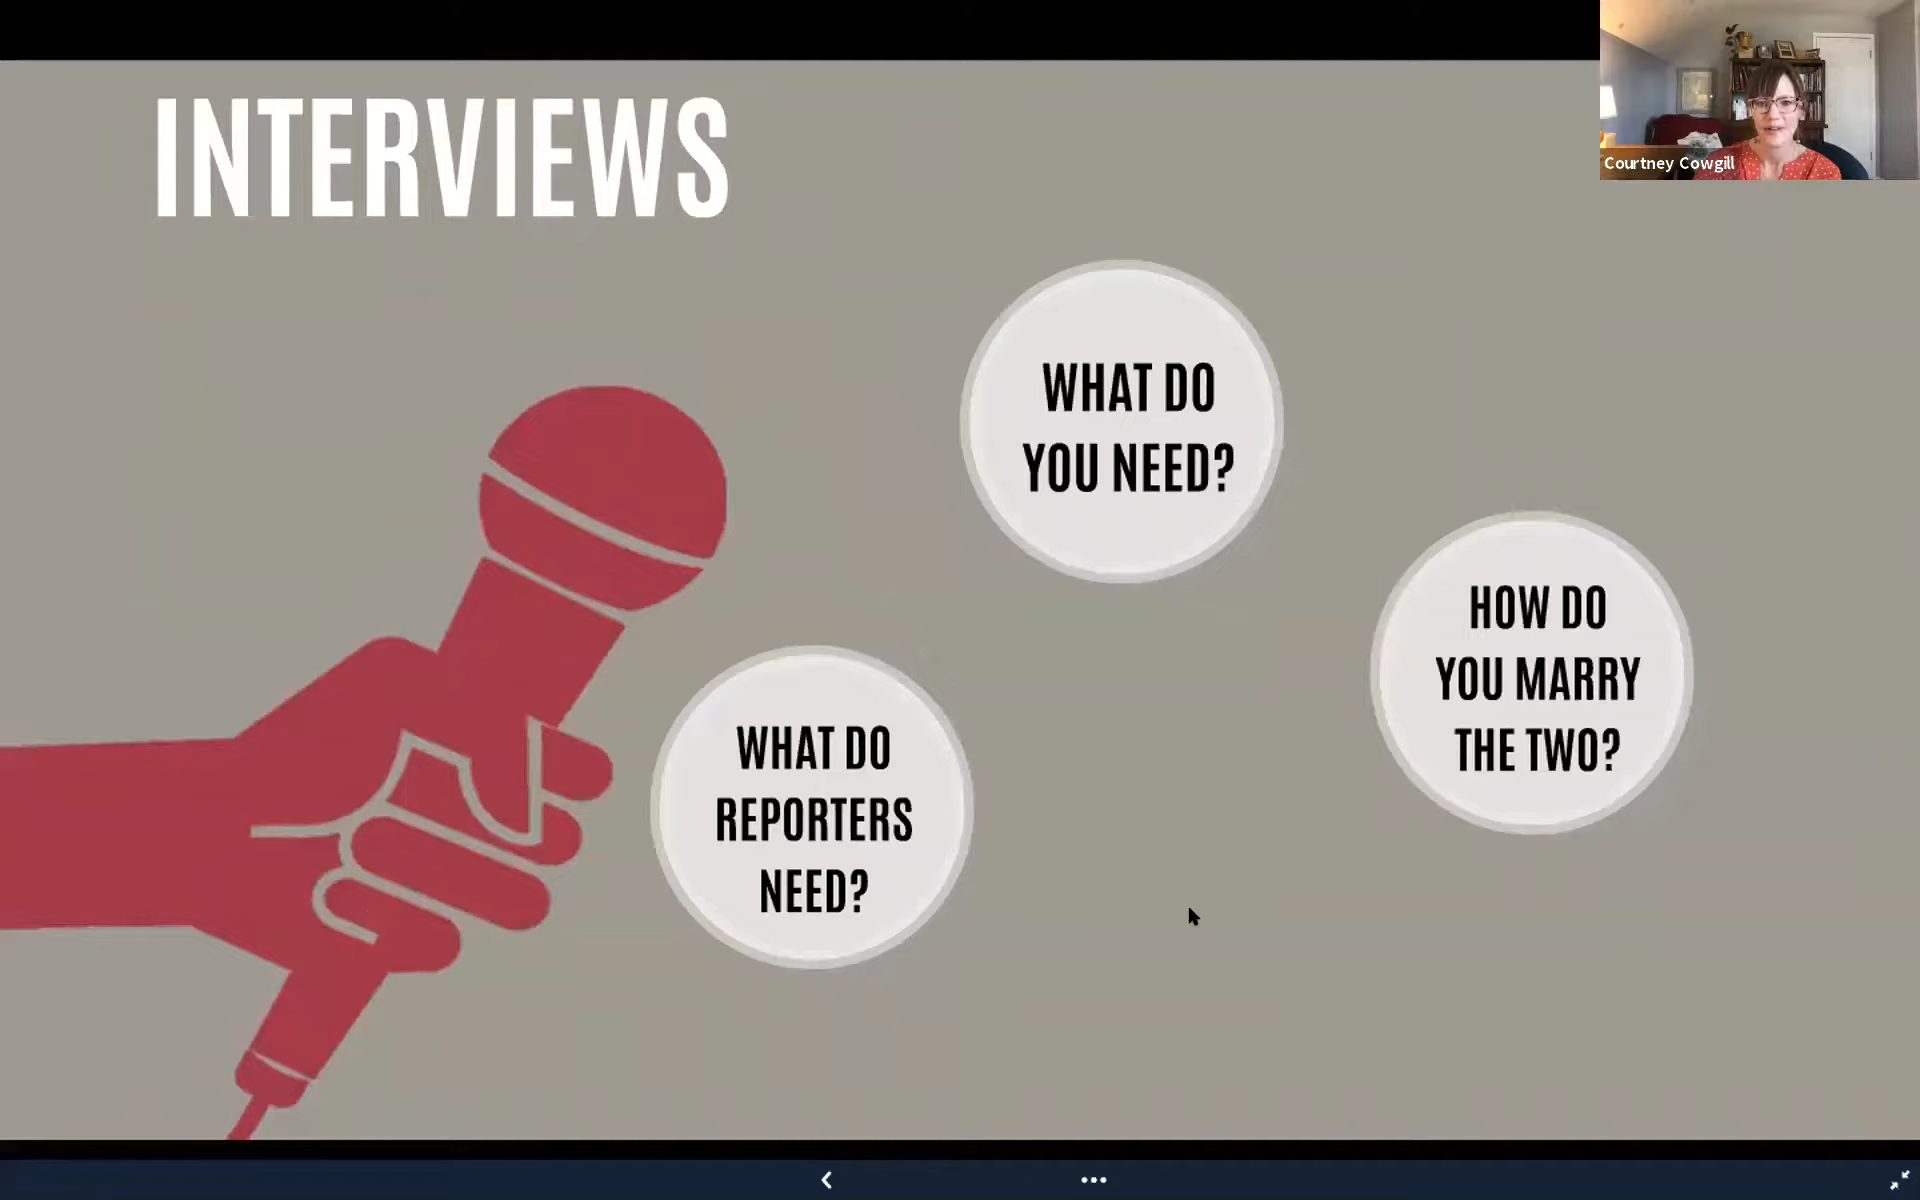 INTERVIEWS
Courtney Cowgill
WHAT DO
YOU NEED?
HOW DO
YOU MARRY
THE TWO?
WHAT DO
REPORTERS
NEED?